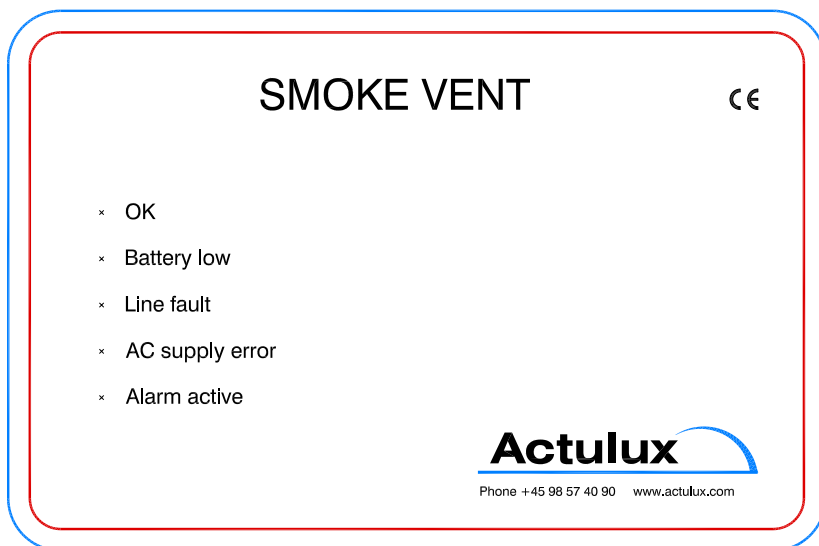 SMOKE VENT
CE
× OK
× Battery low
× Line fault
× AC supply error
× Alarm active
Actulux
Phone +45 98 57 40 90 www.actulux.com